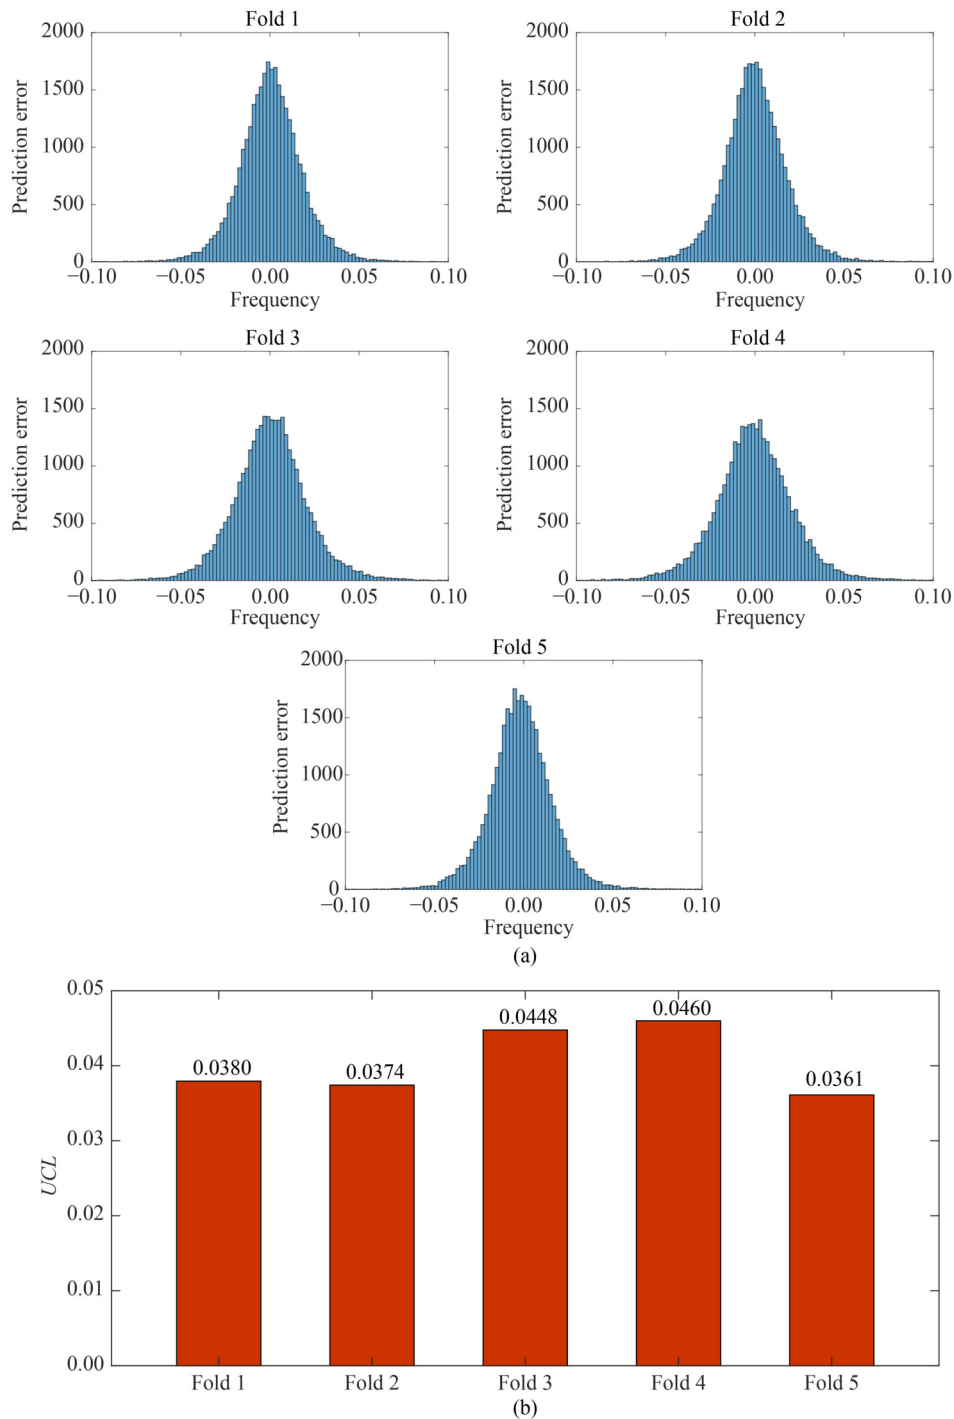 Fold 1
2000
1500
1000
500
0
Prediction error
−0.10 −0.05 0.00 0.05 0.10
Frequency
Fold 2
2000
1500
1000
500
0
Prediction error
−0.10 −0.05 0.00 0.05 0.10
Frequency
Fold 3
2000
1500
1000
500
0
Prediction error
−0.10 −0.05 0.00 0.05 0.10
Frequency
Fold 4
2000
1500
1000
500
0
Prediction error
−0.10 −0.05 0.00 0.05 0.10
Frequency
Fold 5
2000
1500
1000
500
0
Prediction error
−0.10 −0.05 0.00 0.05 0.10
Frequency
(a)
0.05
0.04
0.03
0.02
0.01
0.00
UCL
0.0380 0.0374 0.0448 0.0460 0.0361
Fold 1 Fold 2 Fold 3 Fold 4 Fold 5
(b)